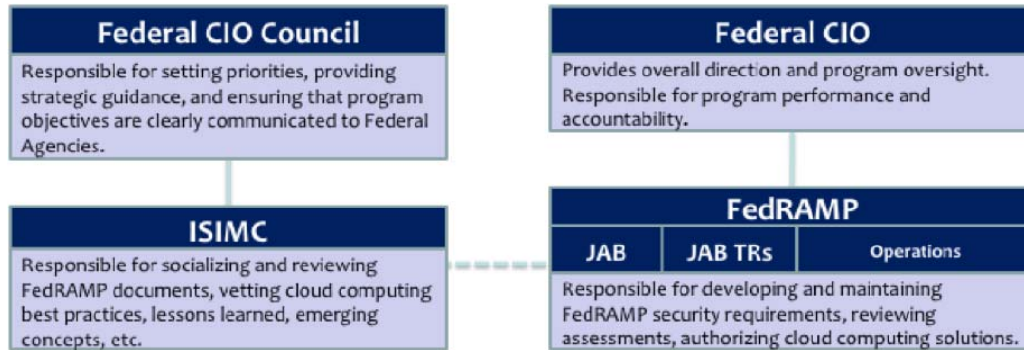 Federal CIO Council
Responsible for setting priorities, providing
strategic guidance, and ensuring that program
objectives are clearly communicated to Federal
Agencies.
Federal CIO
Provides overall direction and program oversight.
Responsible for program performance and
accountability.
ISIMC
Responsible for socializing and reviewing
FedRAMP documents, vetting cloud computing
best practices, lessons learned, emerging
concepts, etc.
FedRAMP
JAB JAB TRs Operations
Responsible for developing and maintaining
FedRAMP security requirements, reviewing
assessments, authorizing cloud computing solutions.